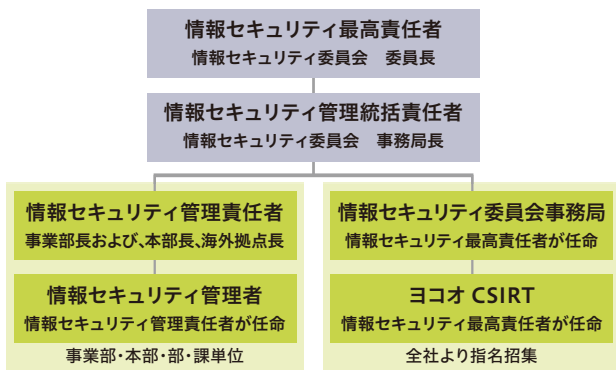 情報セキュリティ最高責任者
情報セキュリティ委員会　委員長
情報セキュリティ管理統括責任者
情報セキュリティ委員会　事務局長
情報セキュリティ管理責任者
事業部長および、本部長、海外拠点長
情報セキュリティ管理者
情報セキュリティ管理責任者が任命
事業部・本部・部・課単位
情報セキュリティ委員会事務局
情報セキュリティ最高責任者が任命
ヨコオ CSIRT
情報セキュリティ最高責任者が任命
全社より指名招集